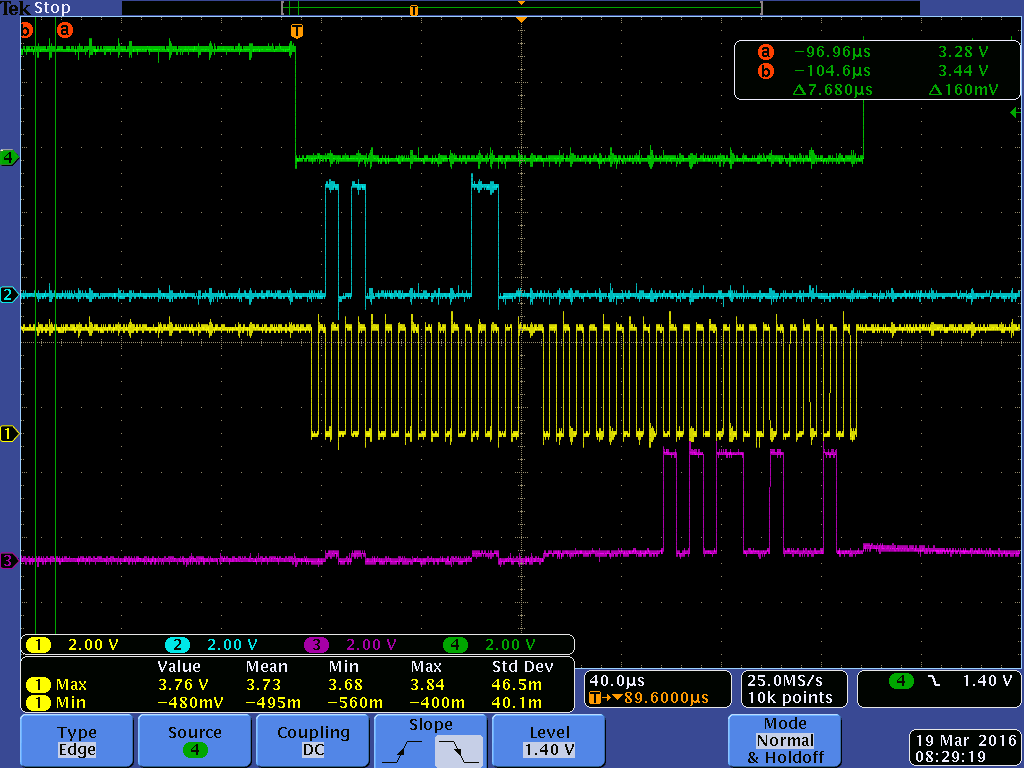 Tek Stop
T
b a T
a −96.96µs 3.28 V
b −104.6µs 3.44 V
Δ7.680µs Δ160mV
4
2
1
3
1 2.00 V 2 2.00 V 3 2.00 V 4 2.00 V
Value Mean Min Max Std Dev
1 Max 3.76 V 3.73 3.68 3.84 46.5m
1 Min −480mV −495m −560m −400m 40.1m
40.0µs
T→▼89.6000µs
25.0MS/s
10k points
4 1.40 V
Type
Edge
Source
4
Coupling
DC
Slope
Level
1.40 V
Mode
Normal
& Holdoff
19 Mar 2016
08:29:19